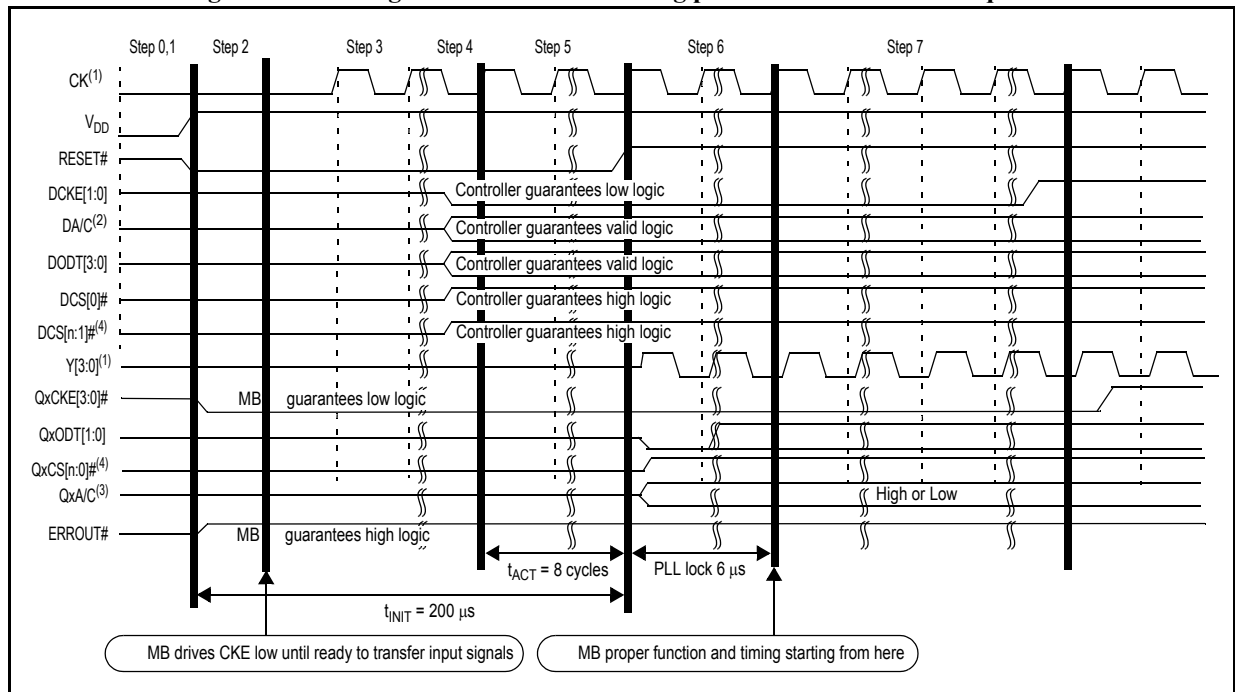 Step 0,1 Step 2 Step 3 Step 4 Step 5 Step 6 Step 7
CK(1)
VDD
RESET#
DCKE[1:0] Controller guarantees low logic
DA/C(2) Controller guarantees valid logic
DODT[3:0] Controller guarantees valid logic
DCS[0]# Controller guarantees high logic
DCS[n:1]#(4) Controller guarantees high logic
Y[3:0](1)
QxCKE[3:0]# MB guarantees low logic
QxODT[1:0]
QxCS[n:0]#(4)
QxA/C(3) High or Low
ERROUT# MB guarantees high logic
tACT = 8 cycles PLL lock 6 μs
tINIT = 200 μs
MB drives CKE low until ready to transfer input signals MB proper function and timing starting from here